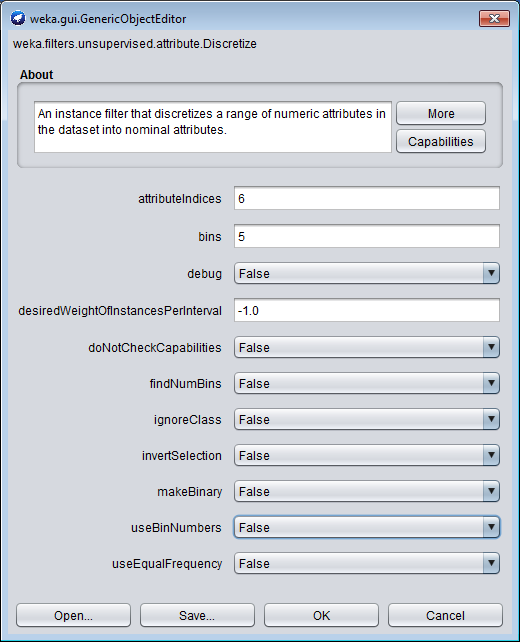 weka.gui.GenericObjectEditor
weka.filters.unsupervised.attribute.Discretize
About
An instance filter that discretizes a range of numeric attributes in
the dataset into nominal attributes.
More
Capabilities
attributeIndices 6
bins 5
debug False
desiredWeightOfInstancesPerInterval -1.0
doNotCheckCapabilities False
findNumBins False
ignoreClass False
invertSelection False
makeBinary False
useBinNumbers False
useEqualFrequency False
Open... Save... OK Cancel